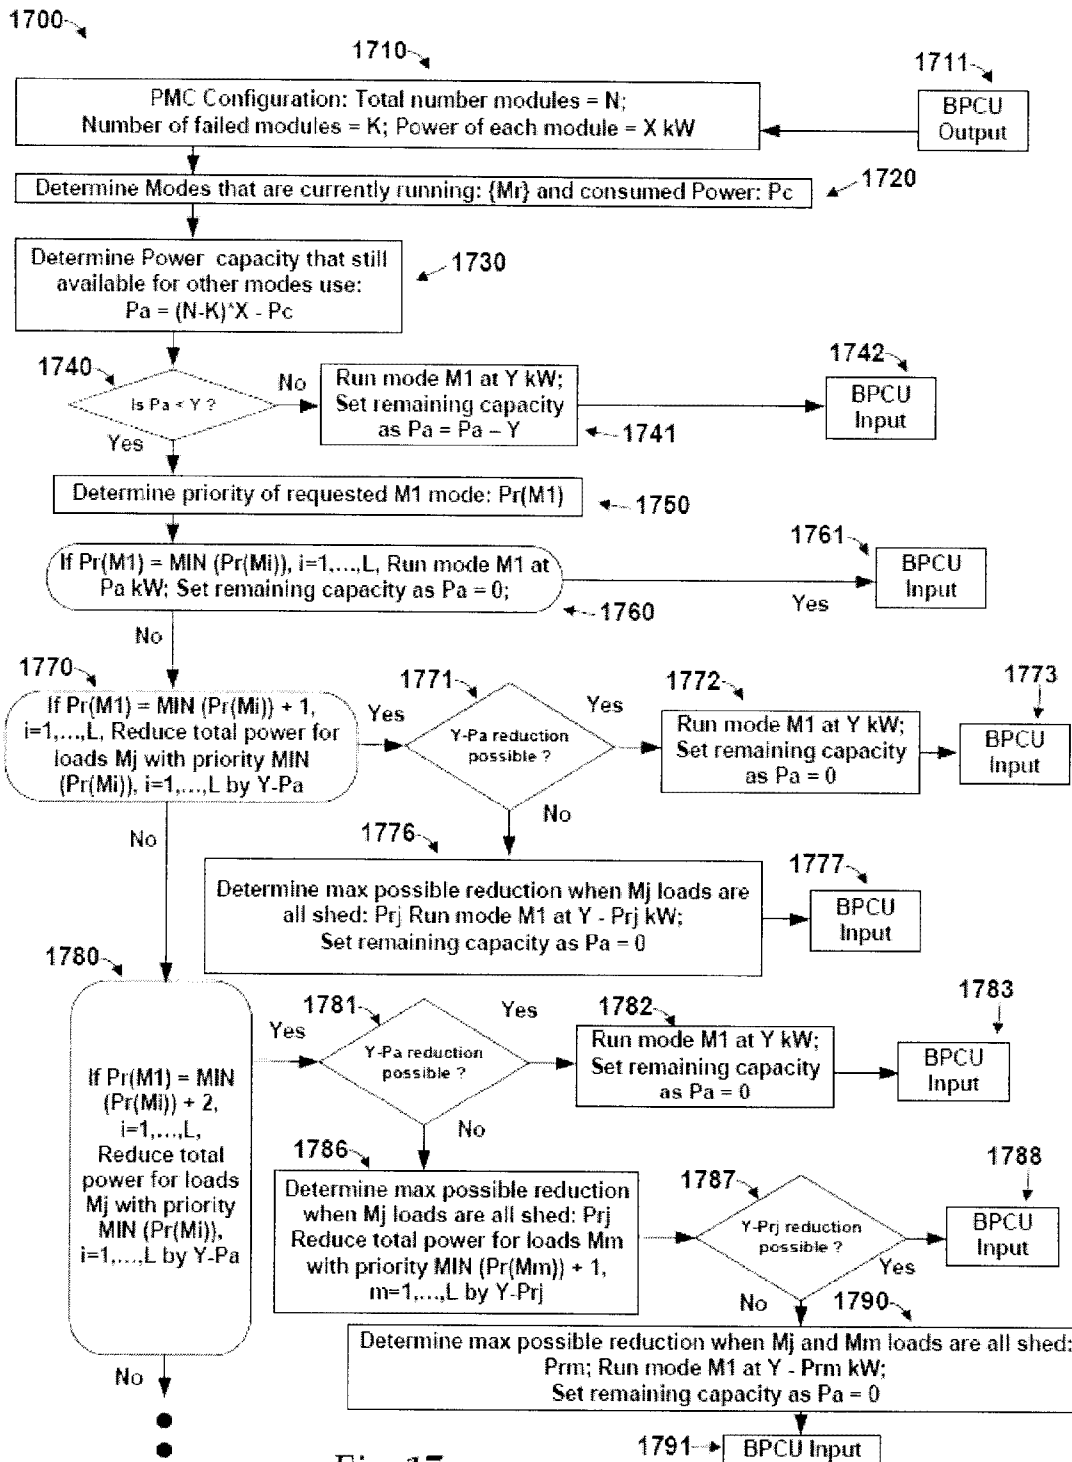 1700
1710
1711
PMC Configuration: Total number modules = N;
Number of failed modules = K; Power of each module = X kW
BPCU
Output
Determine Modes that are currently running: {Mr} and consumed Power: Pc
1720
Determine Power capacity that still
available for other modes use:
Pa = (N-K)*X - Pc
1730
1740
Is Pa < Y ?
No
Yes
Run mode M1 at Y kW;
Set remaining capacity
as Pa = Pa – Y
1741
1742
BPCU
Input
Determine priority of requested M1 mode: Pr(M1)
1750
If Pr(M1) = MIN (Pr(Mi)), i=1,...,L, Run mode M1 at
Pa kW; Set remaining capacity as Pa = 0;
1760
1761
BPCU
Input
Yes
No
1770
If Pr(M1) = MIN (Pr(Mi)) + 1,
i=1,...,L, Reduce total power for
loads Mj with priority MIN
(Pr(Mi)), i=1,...,L by Y-Pa
Yes
1771
Y-Pa reduction
possible ?
Yes
1772
Run mode M1 at Y kW;
Set remaining capacity
as Pa = 0
1773
BPCU
Input
No
No
1776
Determine max possible reduction when Mj loads are
all shed: Prj Run mode M1 at Y - Prj kW;
Set remaining capacity as Pa = 0
1777
BPCU
Input
1780
If Pr(M1) = MIN
(Pr(Mi)) + 2,
i=1,...,L,
Reduce total
power for loads
Mj with priority
MIN (Pr(Mi)),
i=1,...,L by Y-Pa
Yes
1781
Y-Pa reduction
possible ?
Yes
1782
Run mode M1 at Y kW;
Set remaining capacity
as Pa = 0
1783
BPCU
Input
No
1786
Determine max possible reduction
when Mj loads are all shed: Prj
Reduce total power for loads Mm
with priority MIN (Pr(Mm)) + 1,
m=1,...,L by Y-Prj
1787
Y-Prj reduction
possible ?
1788
BPCU
Input
Yes
No
1790
Determine max possible reduction when Mj and Mm loads are all shed:
Prm; Run mode M1 at Y - Prm kW;
Set remaining capacity as Pa = 0
No
1791
BPCU Input